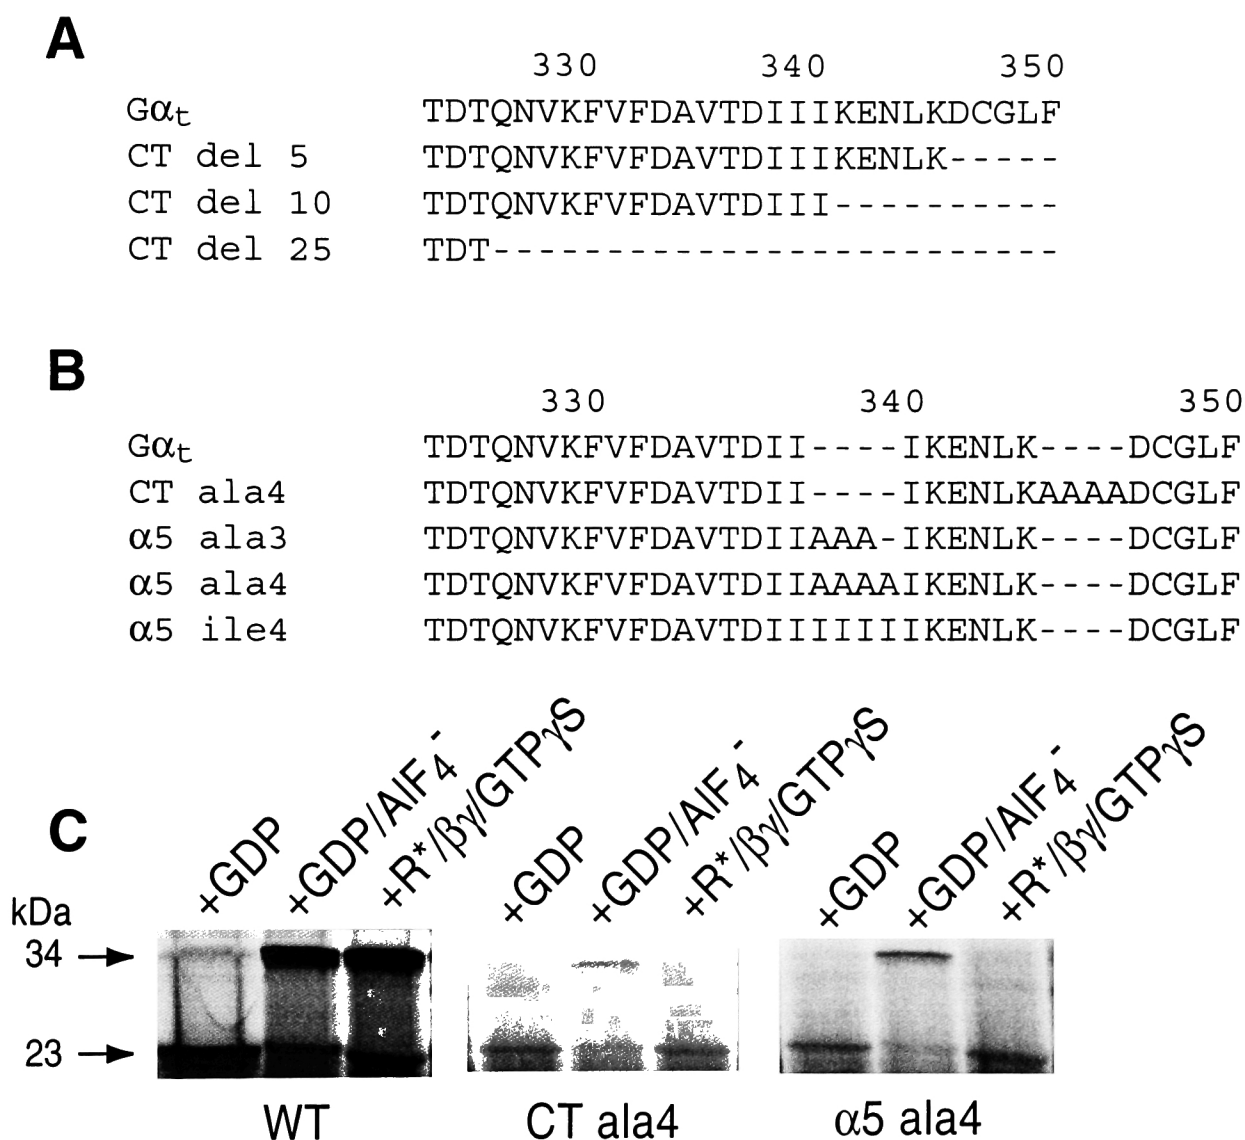 A
330 340 350
Gαt TDTQNVKFVFDAVTDIIIKENLKDCGLF
CT del 5 TDTQNVKFVFDAVTDIIIKENLK-----
CT del 10 TDTQNVKFVFDAVTDIII----------
CT del 25 TDT-------------------------
B
330 340 350
Gαt TDTQNVKFVFDAVTDII----IKENLK----DCGLF
CT ala4 TDTQNVKFVFDAVTDII----IKENLKAAAADCGLF
α5 ala3 TDTQNVKFVFDAVTDIIAAA-IKENLK----DCGLF
α5 ala4 TDTQNVKFVFDAVTDIIAAAAIKENLK----DCGLF
α5 ile4 TDTQNVKFVFDAVTDIIIIIIIKENLK----DCGLF
C
+GDP +GDP/AlF4- +R*/βγ/GTPγS +GDP +GDP/AlF4- +R*/βγ/GTPγS +GDP +GDP/AlF4- +R*/βγ/GTPγS
kDa
34
23
WT CT ala4 α5 ala4